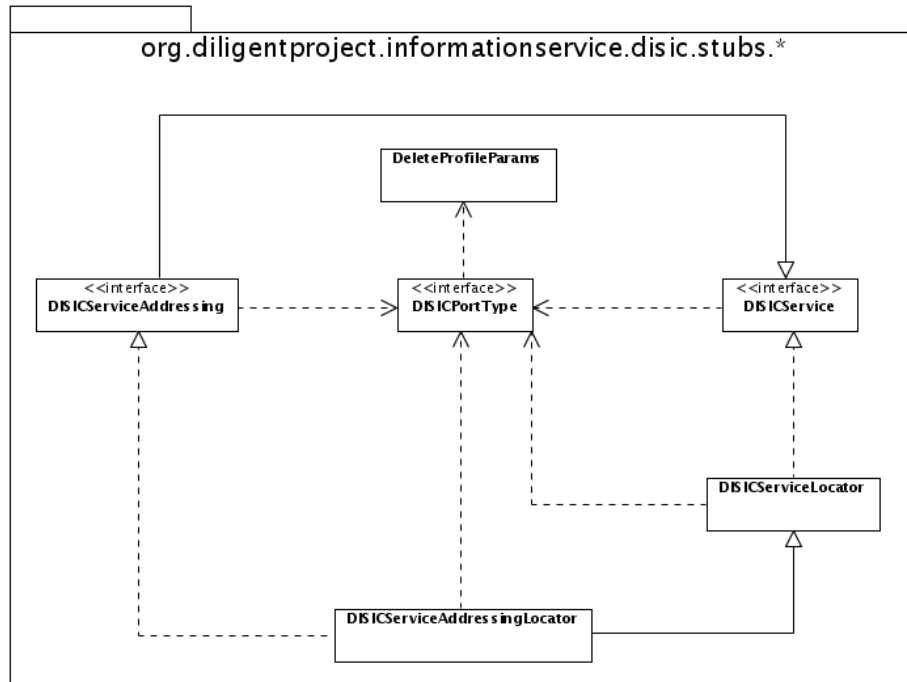 org.diligentproject.informationservice.disic.stubs.*
DeleteProfileParams
<<interface>>
DISICServiceAddressing
<<interface>>
DISICPortType
<<interface>>
DISICService
DISICServiceLocator
DISICServiceAddressingLocator